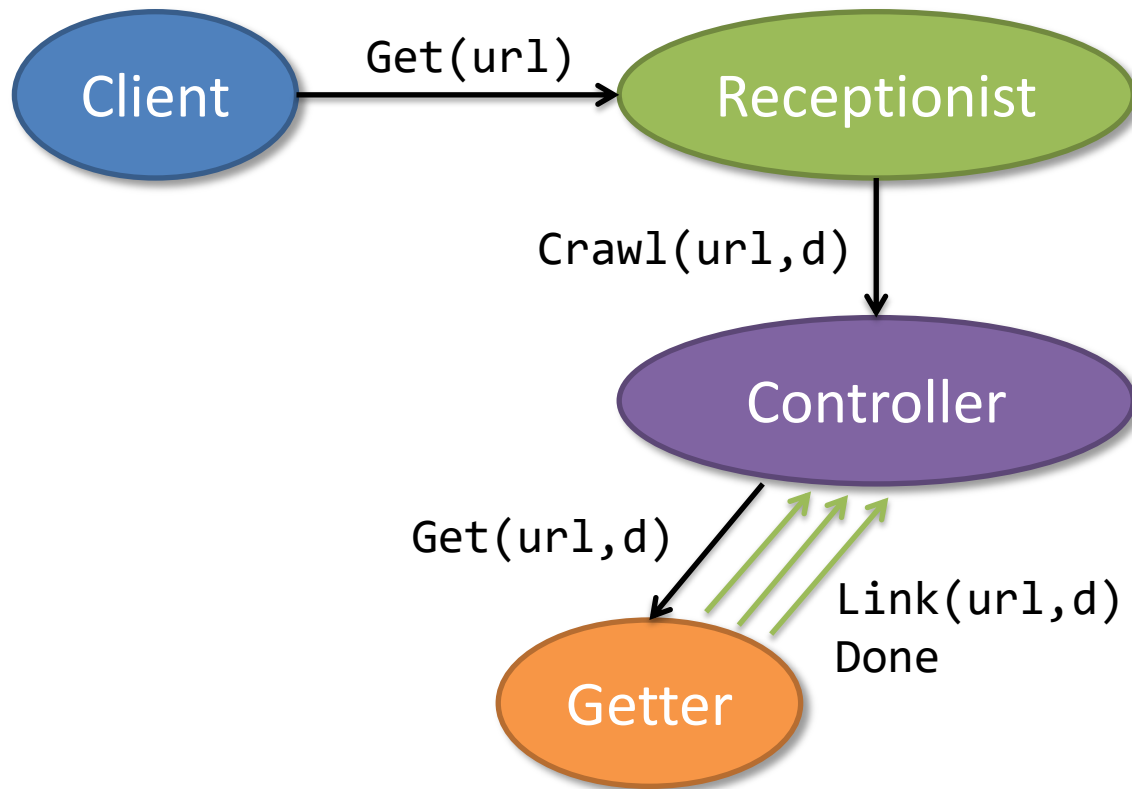 Client
Get(url)
Receptionist
Crawl(url,d)
Controller
Get(url,d)
Link(url,d)
Done
Getter